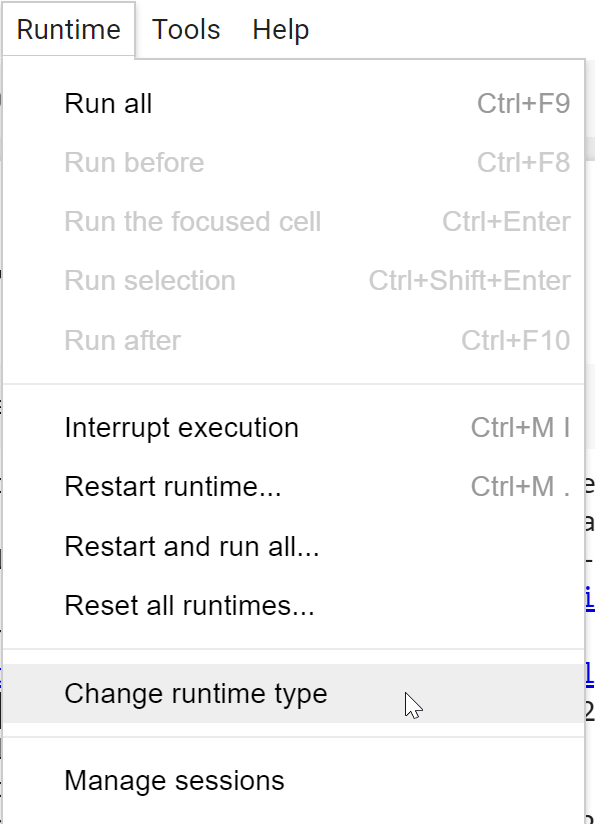 Runtime Tools Help
Run all Ctrl+F9
Run before Ctrl+F8
Run the focused cell Ctrl+Enter
Run selection Ctrl+Shift+Enter
Run after Ctrl+F10
Interrupt execution Ctrl+M I
Restart runtime... Ctrl+M .
Restart and run all...
Reset all runtimes...
Change runtime type
Manage sessions